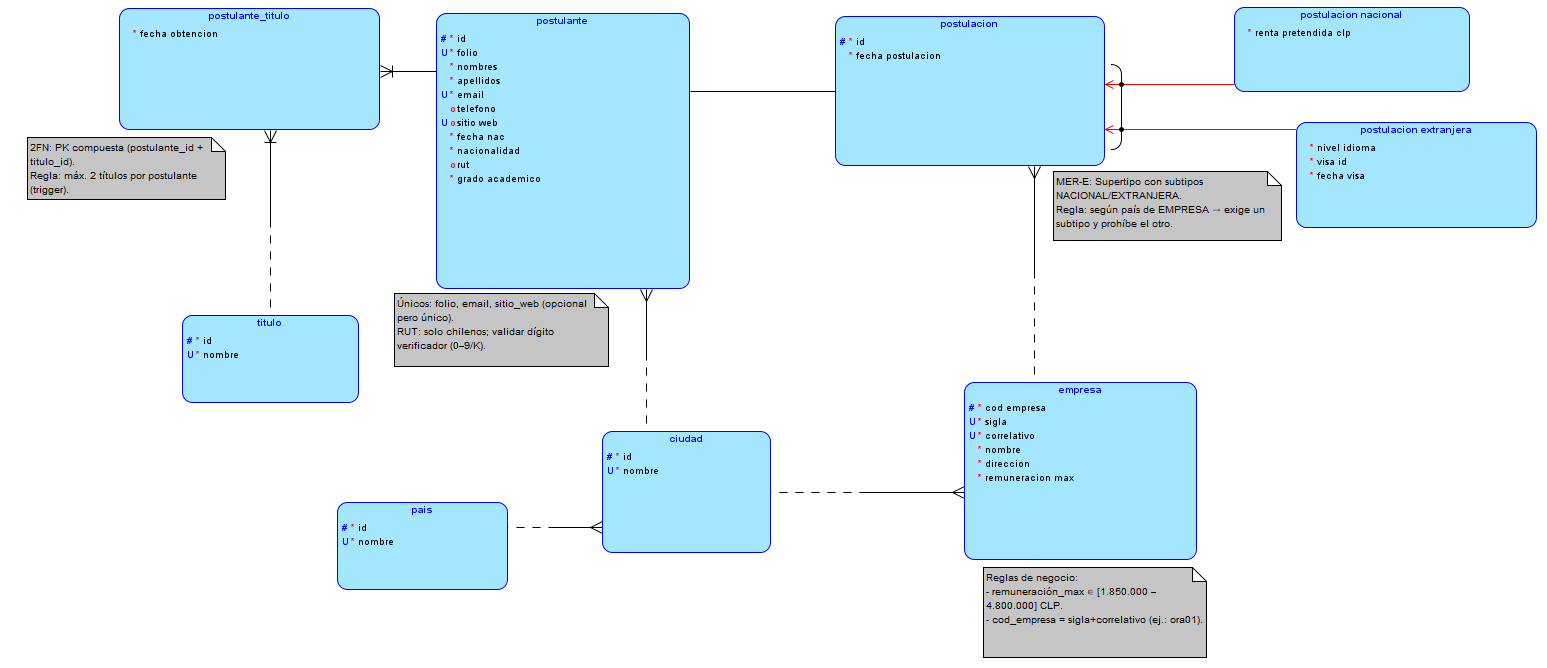 postulante_titulo
* fecha obtencion
postulante
# * id
U * folio
* nombres
* apellidos
U * email
o telefono
U o sitio web
* fecha nac
* nacionalidad
o rut
* grado academico
postulacion
# * id
* fecha postulacion
postulacion nacional
* renta pretendida clp
postulacion extranjera
* nivel idioma
* visa id
* fecha visa
2FN: PK compuesta (postulante_id +
titulo_id).
Regla: máx. 2 títulos por postulante
(trigger).
MER-E: Supertipo con subtipos
NACIONAL/EXTRANJERA.
Regla: según país de EMPRESA → exige un
subtipo y prohíbe el otro.
Únicos: folio, email, sitio_web (opcional
pero único).
RUT: solo chilenos; validar dígito
verificador (0–9/K).
titulo
# * id
U * nombre
ciudad
# * id
U * nombre
empresa
# * cod empresa
U * sigla
U * correlativo
* nombre
* direccion
* remuneracion max
pais
# * id
U * nombre
Reglas de negocio:
- remuneración_max ∈ [1.850.000 –
4.800.000] CLP.
- cod_empresa = sigla+correlativo (ej.: ora01).